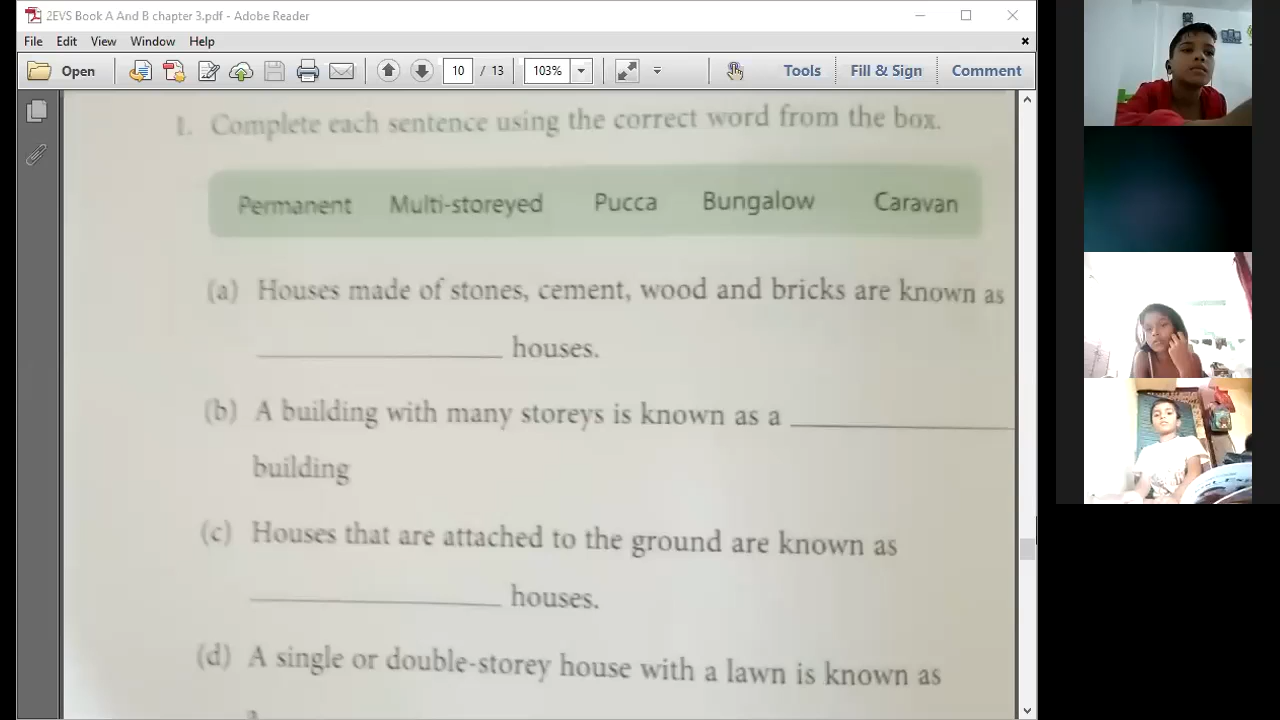 2EVS Book A And B chapter 3.pdf - Adobe Reader
File Edit View Window Help
Open 10 / 13 103% Tools Fill & Sign Comment
1. Complete each sentence using the correct word from the box.
Permanent Multi-storeyed Pucca Bungalow Caravan
(a) Houses made of stones, cement, wood and bricks are known as
______________ houses.
(b) A building with many storeys is known as a ______________
building
(c) Houses that are attached to the ground are known as
______________ houses.
(d) A single or double-storey house with a lawn is known as